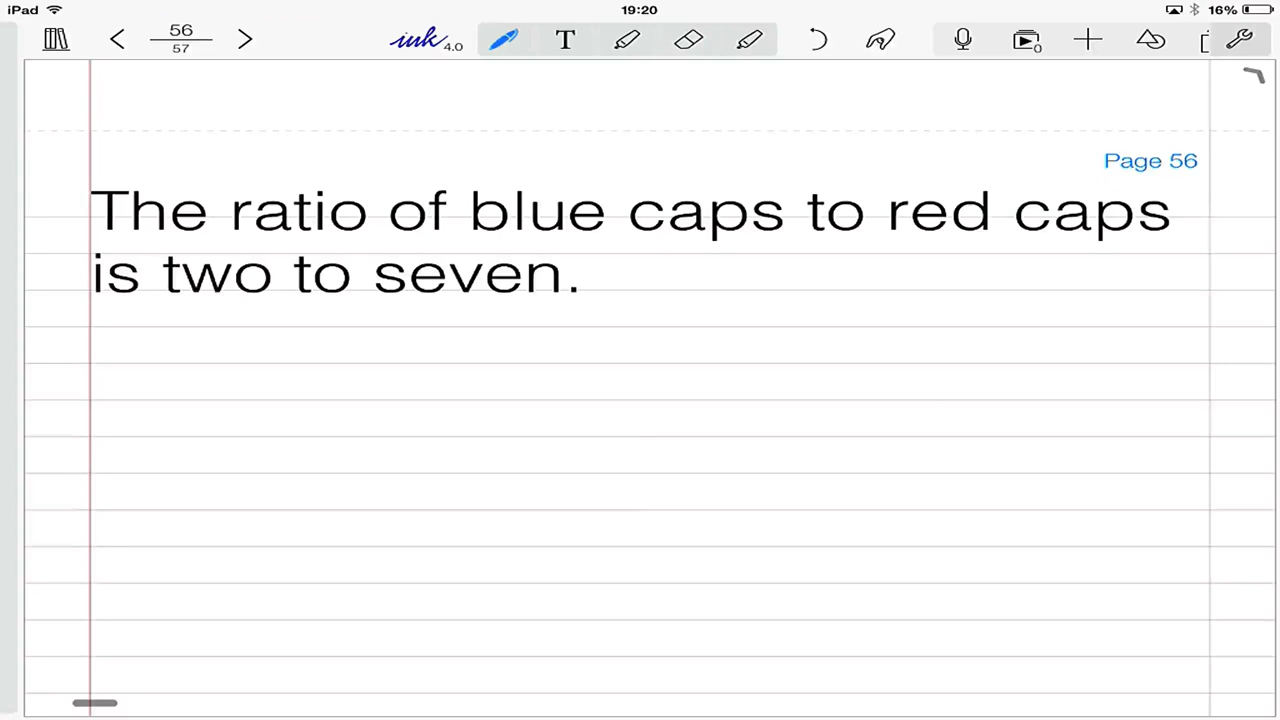 iPad 19:20 16%
56
57
ink 4.0 T 0
Page 56
The ratio of blue caps to red caps
is two to seven.